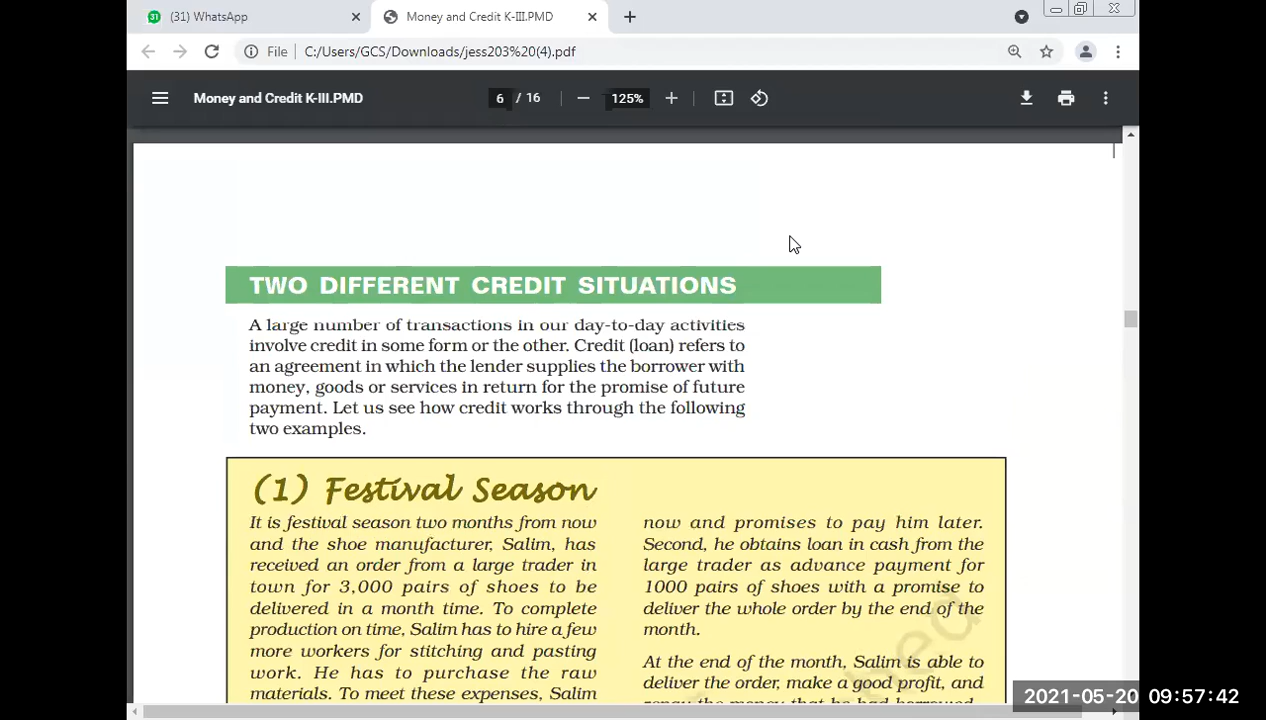 (31) WhatsApp
Money and Credit K-III.PMD
File
C:/Users/GCS/Downloads/jess203%20(4).pdf
Money and Credit K-III.PMD
6 / 16
125%
TWO DIFFERENT CREDIT SITUATIONS
A large number of transactions in our day-to-day activities
involve credit in some form or the other. Credit (loan) refers to
an agreement in which the lender supplies the borrower with
money, goods or services in return for the promise of future
payment. Let us see how credit works through the following
two examples.
(1) Festival Season
It is festival season two months from now
and the shoe manufacturer, Salim, has
received an order from a large trader in
town for 3,000 pairs of shoes to be
delivered in a month time. To complete
production on time, Salim has to hire a few
more workers for stitching and pasting
work. He has to purchase the raw
materials. To meet these expenses, Salim
now and promises to pay him later.
Second, he obtains loan in cash from the
large trader as advance payment for
1000 pairs of shoes with a promise to
deliver the whole order by the end of the
month.
At the end of the month, Salim is able to
deliver the order, make a good profit, and
repay the money that he had borrowed.
2021-05-20 09:57:42